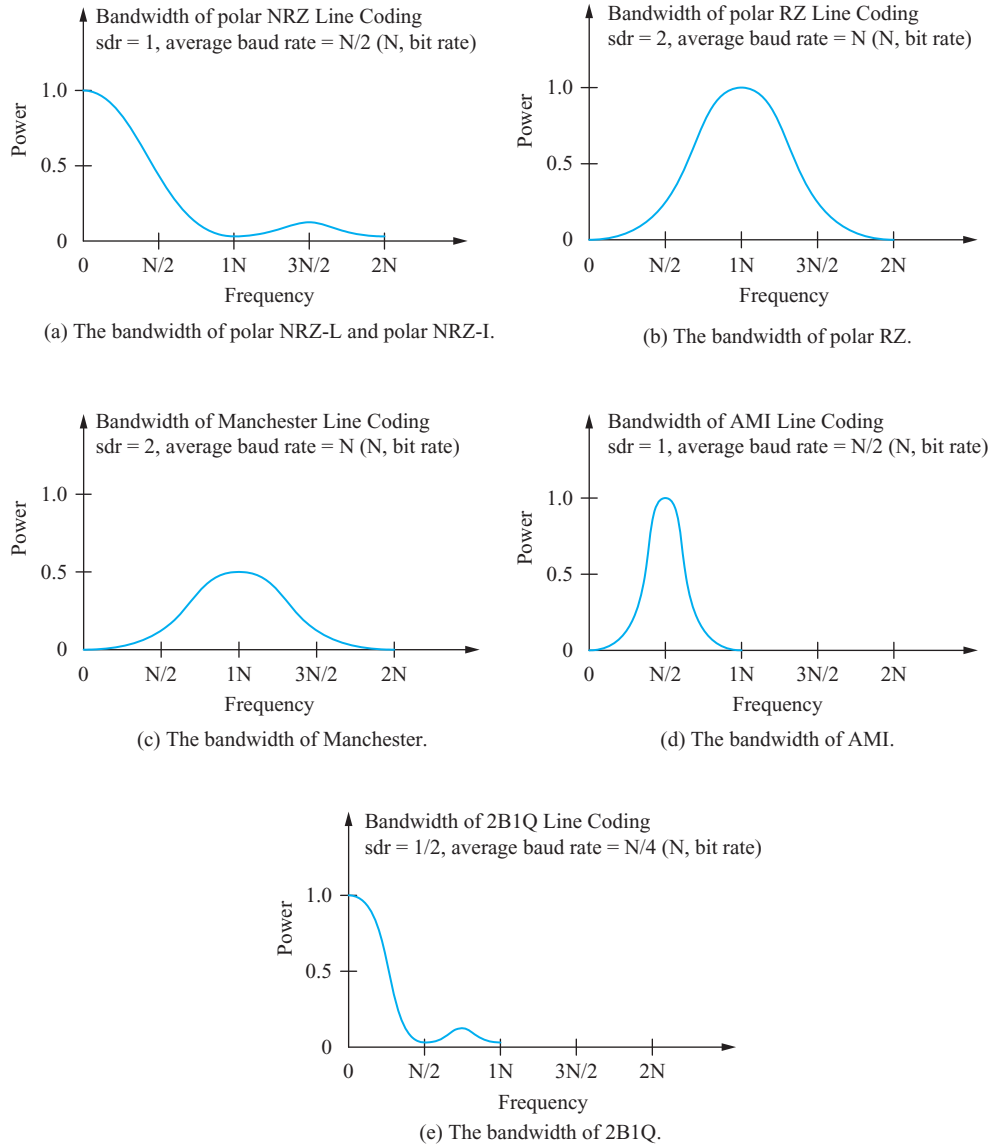 Bandwidth of polar NRZ Line Coding
sdr = 1, average baud rate = N/2 (N, bit rate)
Power
1.0
0.5
0
0 N/2 1N 3N/2 2N
Frequency
(a) The bandwidth of polar NRZ-L and polar NRZ-I.
Bandwidth of polar RZ Line Coding
sdr = 2, average baud rate = N (N, bit rate)
Power
1.0
0.5
0
0 N/2 1N 3N/2 2N
Frequency
(b) The bandwidth of polar RZ.
Bandwidth of Manchester Line Coding
sdr = 2, average baud rate = N (N, bit rate)
Power
1.0
0.5
0
0 N/2 1N 3N/2 2N
Frequency
(c) The bandwidth of Manchester.
Bandwidth of AMI Line Coding
sdr = 1, average baud rate = N/2 (N, bit rate)
Power
1.0
0.5
0
0 N/2 1N 3N/2 2N
Frequency
(d) The bandwidth of AMI.
Bandwidth of 2B1Q Line Coding
sdr = 1/2, average baud rate = N/4 (N, bit rate)
Power
1.0
0.5
0
0 N/2 1N 3N/2 2N
Frequency
(e) The bandwidth of 2B1Q.